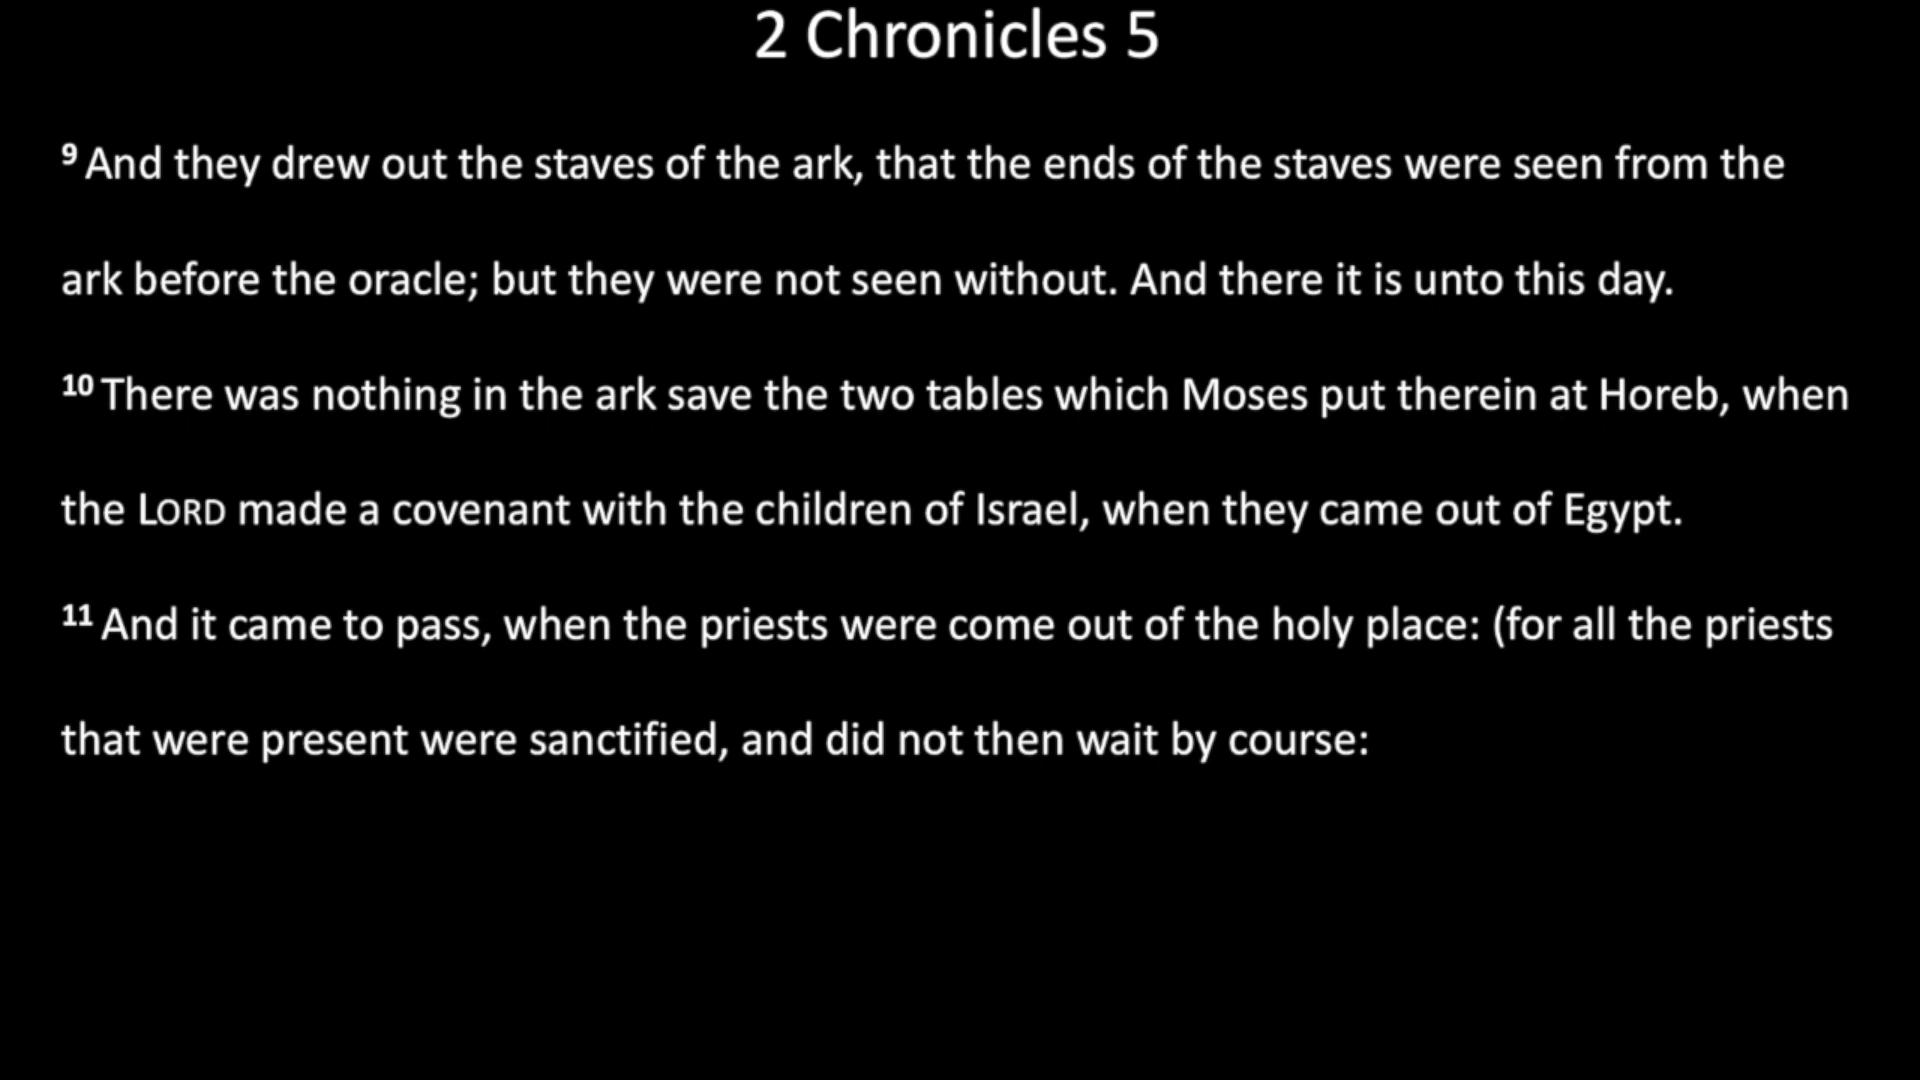 2 Chronicles 5
9 And they drew out the staves of the ark, that the ends of the staves were seen from the
ark before the oracle; but they were not seen without. And there it is unto this day.
10 There was nothing in the ark save the two tables which Moses put therein at Horeb, when
the LORD made a covenant with the children of Israel, when they came out of Egypt.
11 And it came to pass, when the priests were come out of the holy place: (for all the priests
that were present were sanctified, and did not then wait by course: